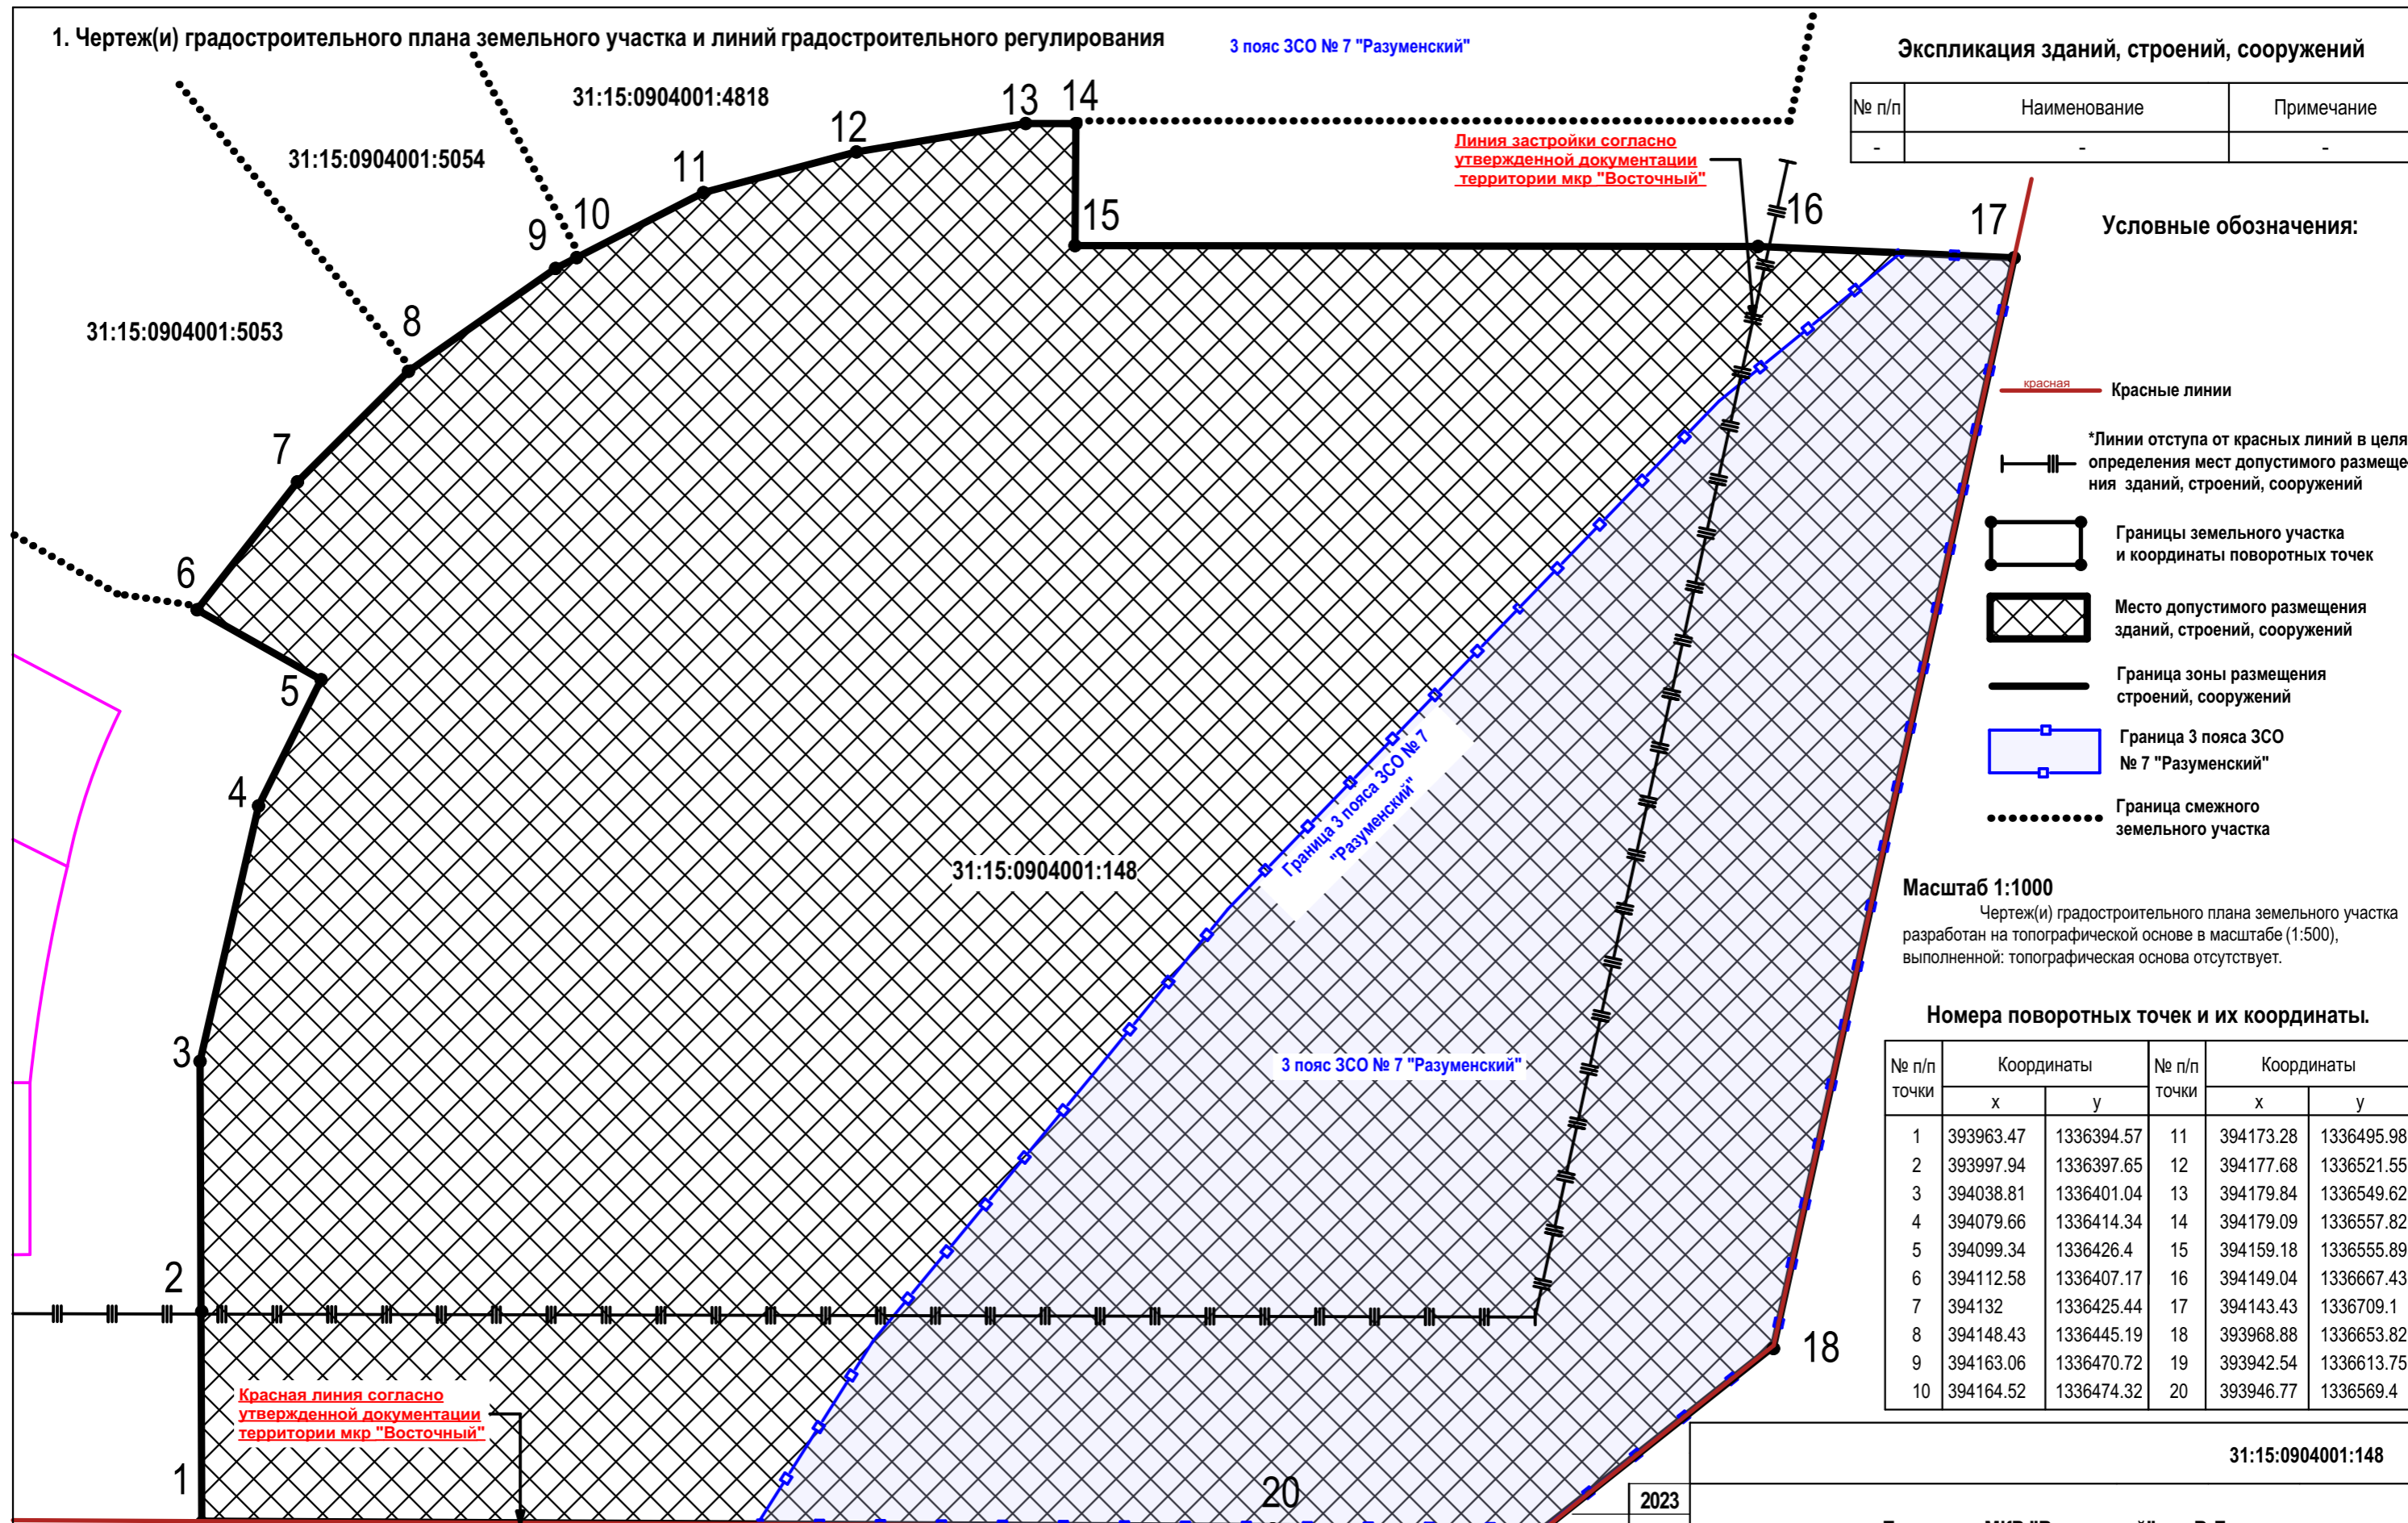 1. Чертеж(и) градостроительного плана земельного участка и линий градостроительного регулирования
3 пояс ЗСО № 7 "Разуменский"
Экспликация зданий, строений, сооружений
№ п/п Наименование Примечание
- - -
31:15:0904001:4818
31:15:0904001:5054
31:15:0904001:5053
13
14
12
11
10
9
8
7
6
5
4
3
2
1
15
16
17
18
20
Линия застройки согласно
утвержденной документации
территории мкр "Восточный"
Условные обозначения:
красная
Красные линии
*Линии отступа от красных линий в целя
определения мест допустимого размеще
ния зданий, строений, сооружений
Границы земельного участка
и координаты поворотных точек
Место допустимого размещения
зданий, строений, сооружений
Граница зоны размещения
строений, сооружений
Граница 3 пояса ЗСО
№ 7 "Разуменский"
Граница смежного
земельного участка
Граница 3 пояса ЗСО № 7
"Разуменский"
31:15:0904001:148
3 пояс ЗСО № 7 "Разуменский"
Красная линия согласно
утвержденной документации
территории мкр "Восточный"
Масштаб 1:1000
Чертеж(и) градостроительного плана земельного участка
разработан на топографической основе в масштабе (1:500),
выполненной: топографическая основа отсутствует.
Номера поворотных точек и их координаты.
№ п/п Координаты № п/п Координаты
точки x y точки x y
1 393963.47 1336394.57 11 394173.28 1336495.98
2 393997.94 1336397.65 12 394177.68 1336521.55
3 394038.81 1336401.04 13 394179.84 1336549.62
4 394079.66 1336414.34 14 394179.09 1336557.82
5 394099.34 1336426.4 15 394159.18 1336555.89
6 394112.58 1336407.17 16 394149.04 1336667.43
7 394132 1336425.44 17 394143.43 1336709.1
8 394148.43 1336445.19 18 393968.88 1336653.82
9 394163.06 1336470.72 19 393942.54 1336613.75
10 394164.52 1336474.32 20 393946.77 1336569.4
31:15:0904001:148
2023